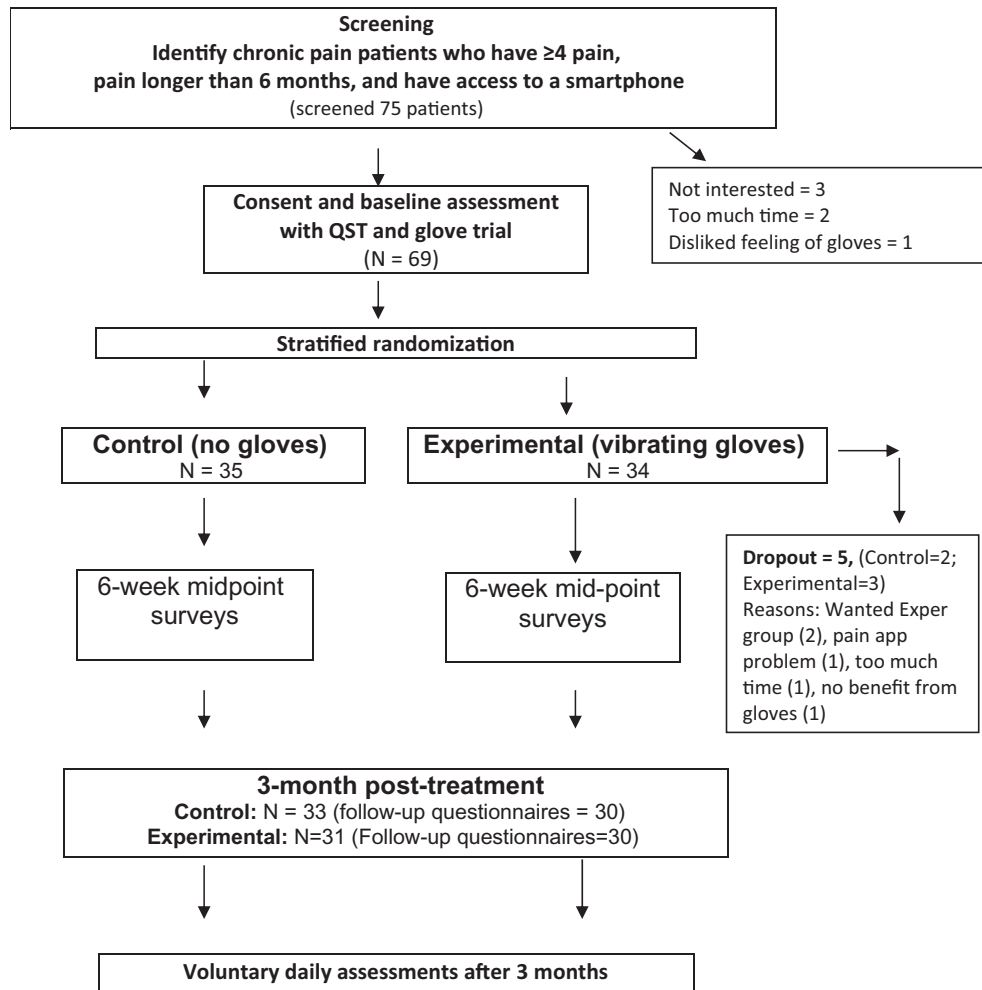 Screening
Identify chronic pain patients who have ≥4 pain,
pain longer than 6 months, and have access to a smartphone
(screened 75 patients)
Not interested = 3
Too much time = 2
Disliked feeling of gloves = 1
Consent and baseline assessment
with QST and glove trial
(N = 69)
Stratified randomization
Control (no gloves)
N = 35
Experimental (vibrating gloves)
N = 34
Dropout = 5, (Control=2;
Experimental=3)
Reasons: Wanted Exper
group (2), pain app
problem (1), too much
time (1), no benefit from
gloves (1)
6-week midpoint
surveys
6-week mid-point
surveys
3-month post-treatment
Control: N = 33 (follow-up questionnaires = 30)
Experimental: N=31 (Follow-up questionnaires=30)
Voluntary daily assessments after 3 months